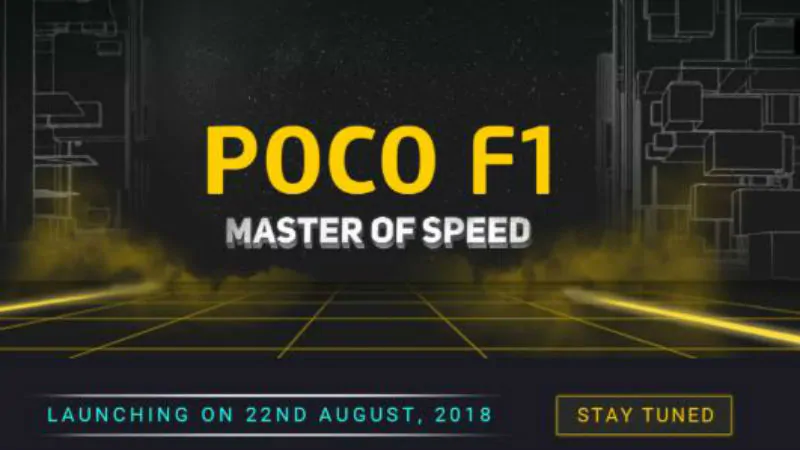 POCO F1
MASTER OF SPEED
LAUNCHING ON 22ND AUGUST, 2018
STAY TUNED